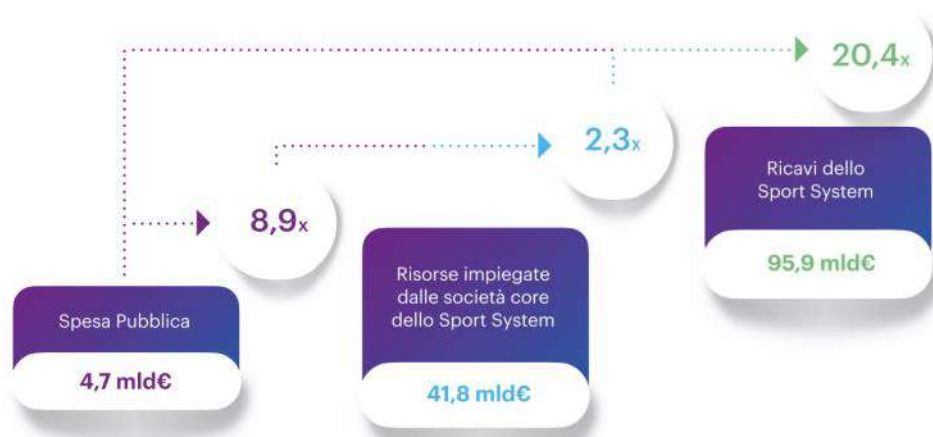 20,4x
2,3x
8,9x
Ricavi dello
Sport System
95,9 mld€
Risorse impiegate
dalle società core
dello Sport System
41,8 mld€
Spesa Pubblica
4,7 mld€